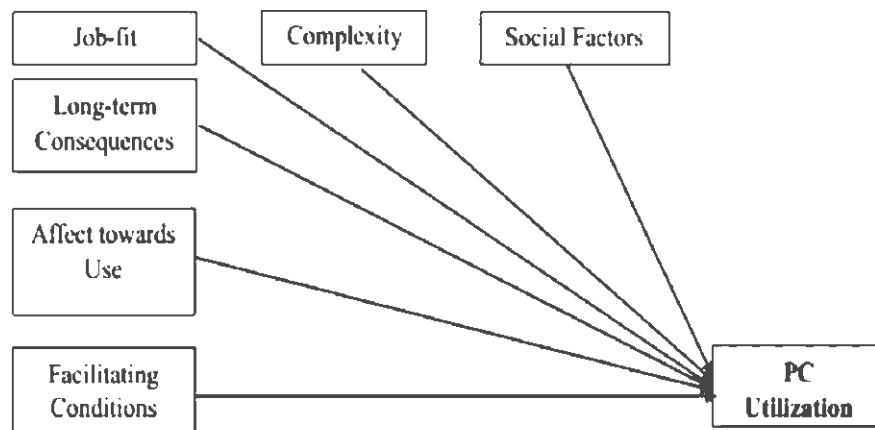 Job-fit
Complexity
Social Factors
Long-term
Consequences
Affect towards
Use
Facilitating
Conditions
PC
Utilization